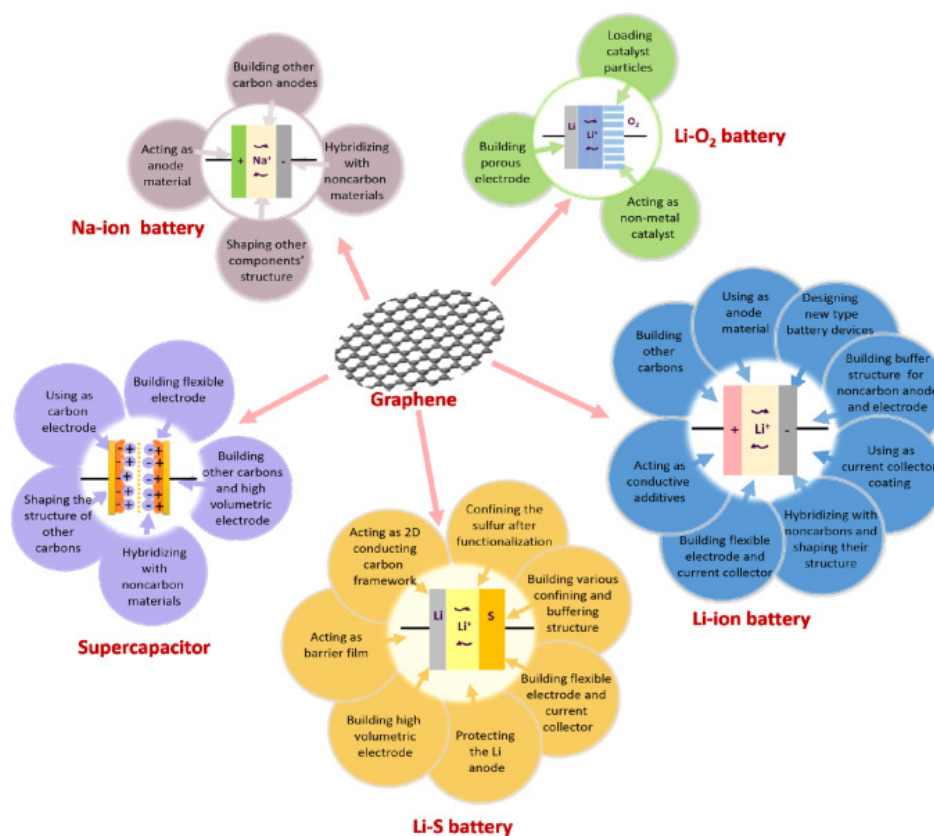 Building other
carbon anodes
Acting as
anode
material
+
Na⁺
-
Hybridizing
with
noncarbon
materials
Shaping other
components'
structure
Na-ion battery
Loading
catalyst
particles
Li
Li⁺
O₂
Building
porous
electrode
Acting as
non-metal
catalyst
Li-O₂ battery
Graphene
Building
other
carbons
Using as
anode
material
Designing
new type
battery devices
Building buffer
structure for
noncarbon anode
and electrode
+
Li⁺
-
Acting as
conductive
additives
Using as
current collector
coating
Building flexible
electrode and
current collector
Hybridizing with
noncarbons and
shaping their
structure
Li-ion battery
Using as
carbon
electrode
Building flexible
electrode
- + - +
- + - +
- + - +
- + - +
Shaping the
structure of
other
carbons
Building
other carbons
and high
volumetric
electrode
Hybridizing
with
noncarbon
materials
Supercapacitor
Acting as 2D
conducting
carbon
framework
Confining the
sulfur after
functionalization
Building various
confining and
buffering
structure
Li
Li⁺
S
Acting as
barrier film
Building flexible
electrode and
current
collector
Building high
volumetric
electrode
Protecting
the Li
anode
Li-S battery